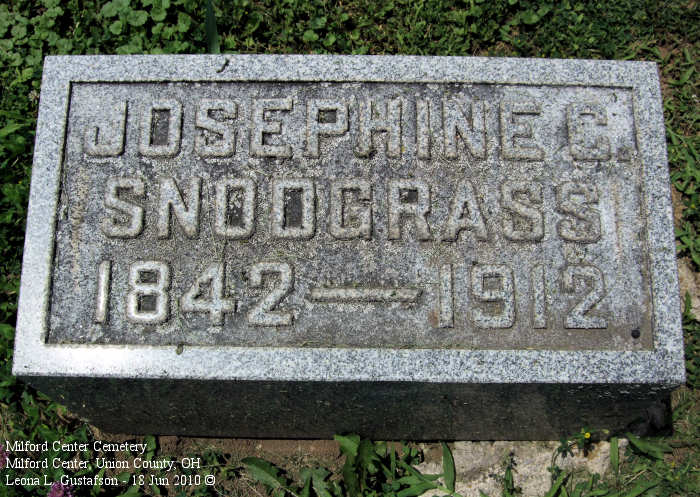 JOSEPHINE C.
SNODGRASS
1842 — 1912
Milford Center Cemetery
Milford Center, Union County, OH
Leona L. Gustafson - 18 Jun 2010 ©